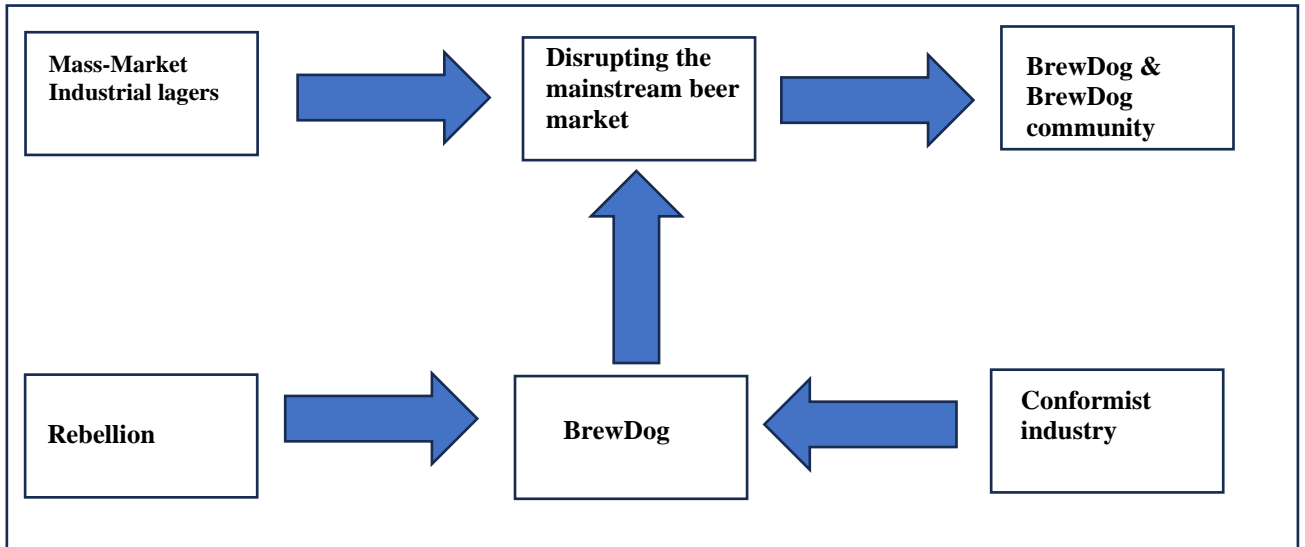 Mass-Market
Industrial lagers
Disrupting the
mainstream beer
market
BrewDog &
BrewDog
community
Rebellion
BrewDog
Conformist
industry